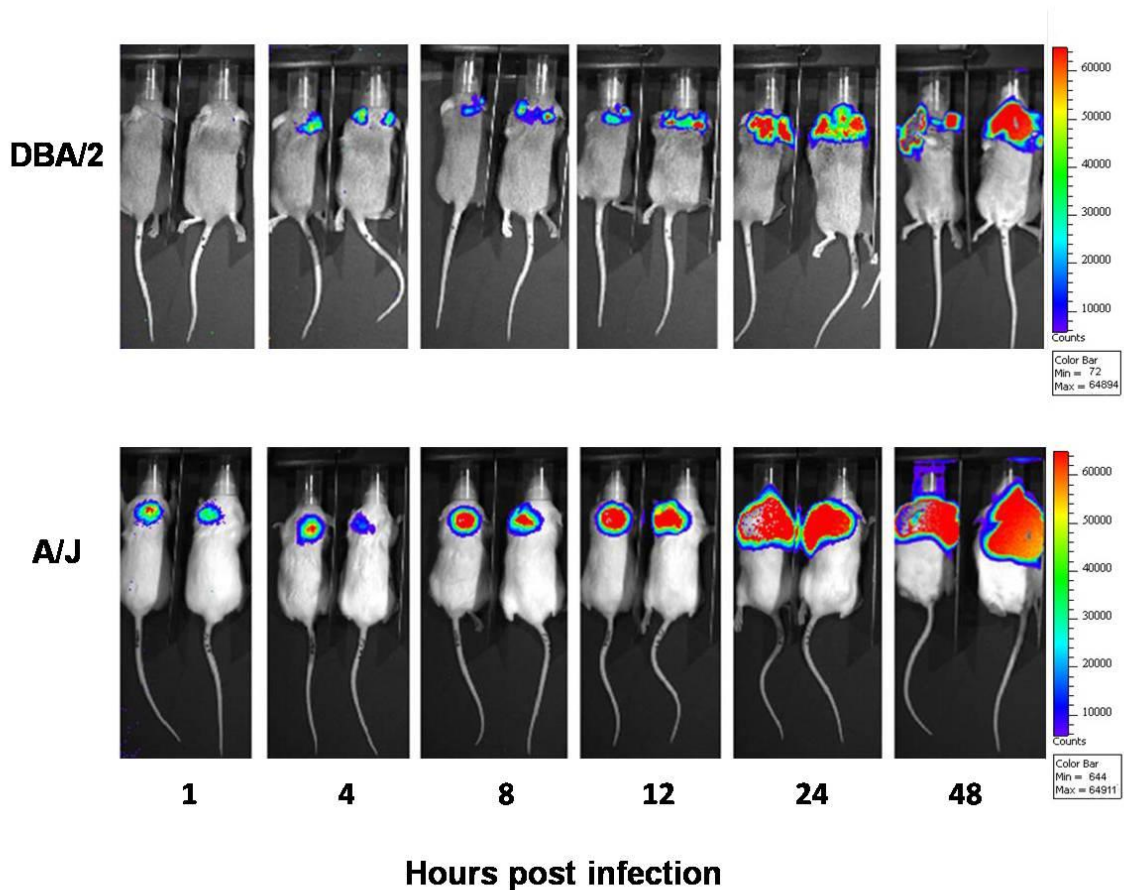 DBA/2
60000
50000
40000
30000
20000
10000
Counts
Color Bar
Min = 72
Max = 64894
A/J
60000
50000
40000
30000
20000
10000
Counts
Color Bar
Min = 644
Max = 64911
1 4 8 12 24 48
Hours post infection